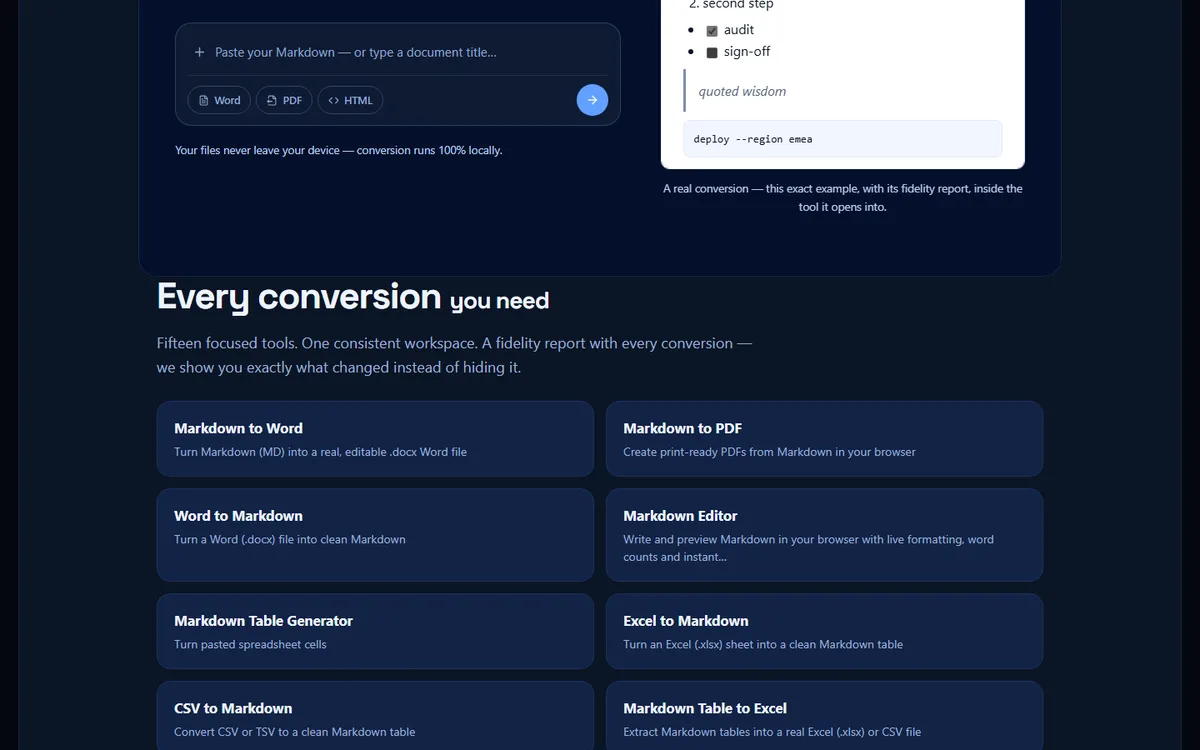 Paste your Markdown — or type a document title...
Word
PDF
HTML
Your files never leave your device — conversion runs 100% locally.
2. second step
audit
sign-off
quoted wisdom
deploy --region emea
A real conversion — this exact example, with its fidelity report, inside the
tool it opens into.
Every conversion you need
Fifteen focused tools. One consistent workspace. A fidelity report with every conversion —
we show you exactly what changed instead of hiding it.
Markdown to Word
Turn Markdown (MD) into a real, editable .docx Word file
Markdown to PDF
Create print-ready PDFs from Markdown in your browser
Word to Markdown
Turn a Word (.docx) file into clean Markdown
Markdown Editor
Write and preview Markdown in your browser with live formatting, word
counts and instant...
Markdown Table Generator
Turn pasted spreadsheet cells
Excel to Markdown
Turn an Excel (.xlsx) sheet into a clean Markdown table
CSV to Markdown
Convert CSV or TSV to a clean Markdown table
Markdown Table to Excel
Extract Markdown tables into a real Excel (.xlsx) or CSV file